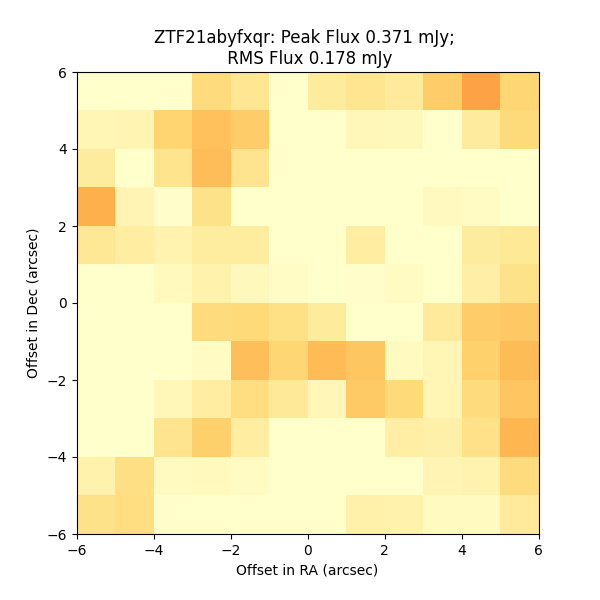 ZTF21abyfxqr: Peak Flux 0.371 mJy;
RMS Flux 0.178 mJy
6
4
2
0
−2
−4
−6
Offset in Dec (arcsec)
−6 −4 −2 0 2 4 6
Offset in RA (arcsec)